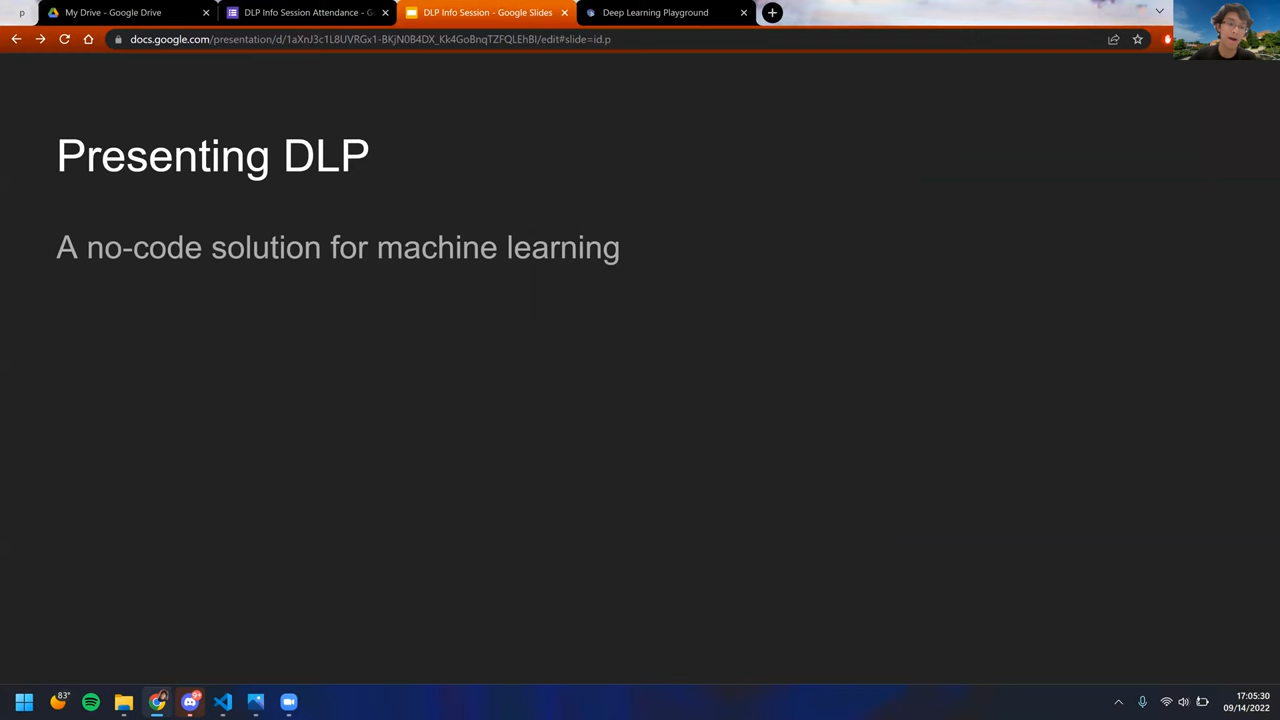 p
My Drive - Google Drive
DLP Info Session Attendance - G
DLP Info Session - Google Slides
Deep Learning Playground
docs.google.com/presentation/d/1aXnJ3c1L8UVRGx1-BKjN0B4DX_Kk4GoBnqTZFQLEhBI/edit#slide=id.p
Presenting DLP
A no-code solution for machine learning
83°
9+
17:05:30
09/14/2022